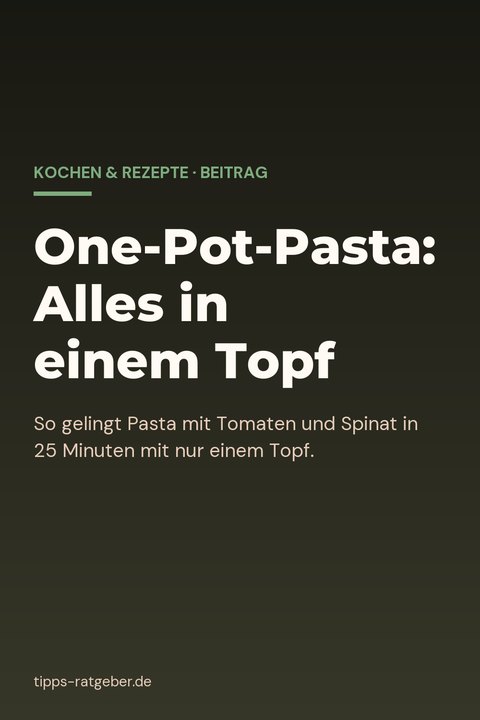 KOCHEN & REZEPTE · BEITRAG
One-Pot-Pasta:
Alles in
einem Topf
So gelingt Pasta mit Tomaten und Spinat in
25 Minuten mit nur einem Topf.
tipps-ratgeber.de